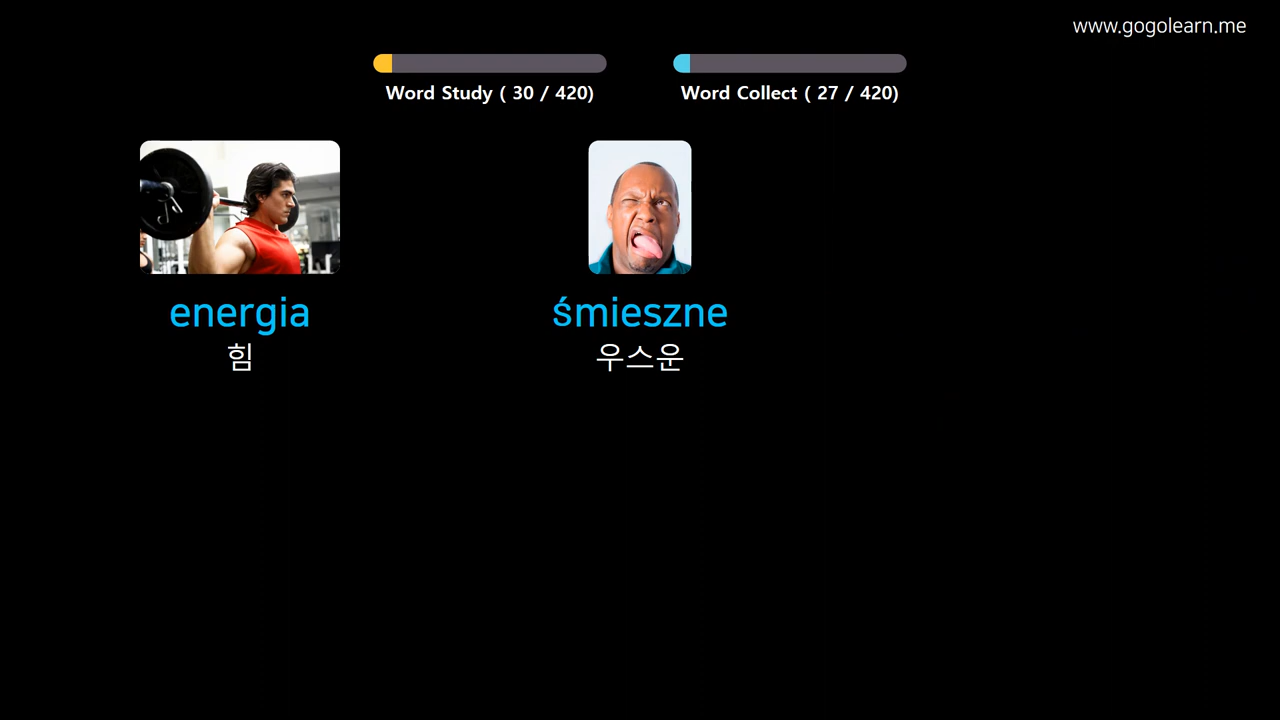 www.gogolearn.me
Word Study ( 30 / 420)
Word Collect ( 27 / 420)
energia
힘
śmieszne
우스운